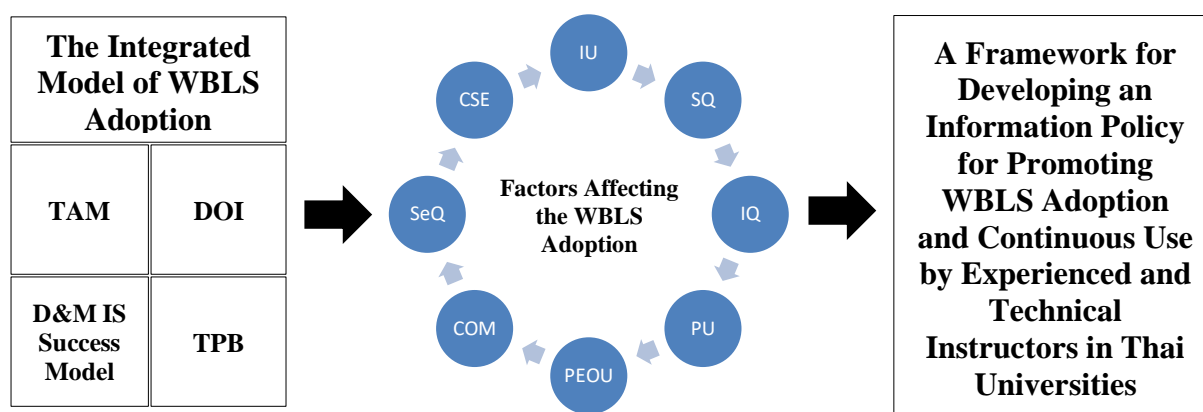 The Integrated
Model of WBLS
Adoption
TAM
DOI
D&M IS
Success
Model
TPB
IU
SQ
IQ
PU
PEOU
COM
SeQ
CSE
Factors Affecting
the WBLS
Adoption
A Framework for
Developing an
Information Policy
for Promoting
WBLS Adoption
and Continuous Use
by Experienced and
Technical
Instructors in Thai
Universities